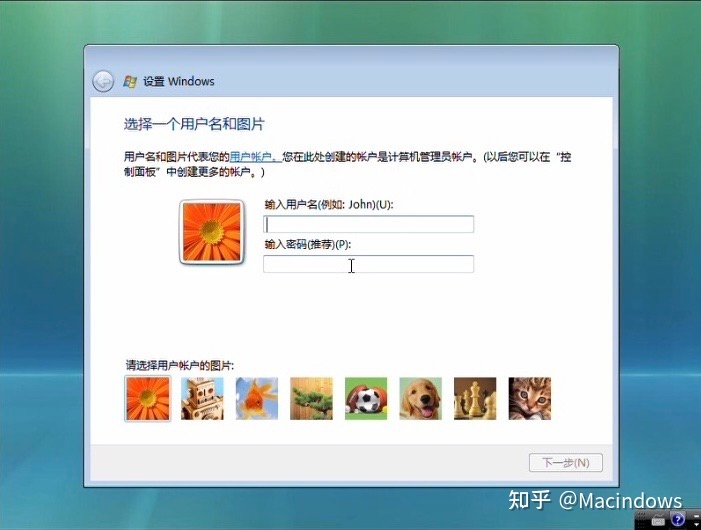 设置 Windows
选择一个用户名和图片
用户名和图片代表您的用户帐户。您在此处创建的帐户是计算机管理员帐户。(以后您可以在“控
制面板”中创建更多的帐户。)
输入用户名(例如: John)(U):
输入密码(推荐)(P):
请选择用户帐户的图片:
下一步(N)
知乎 @Macindows